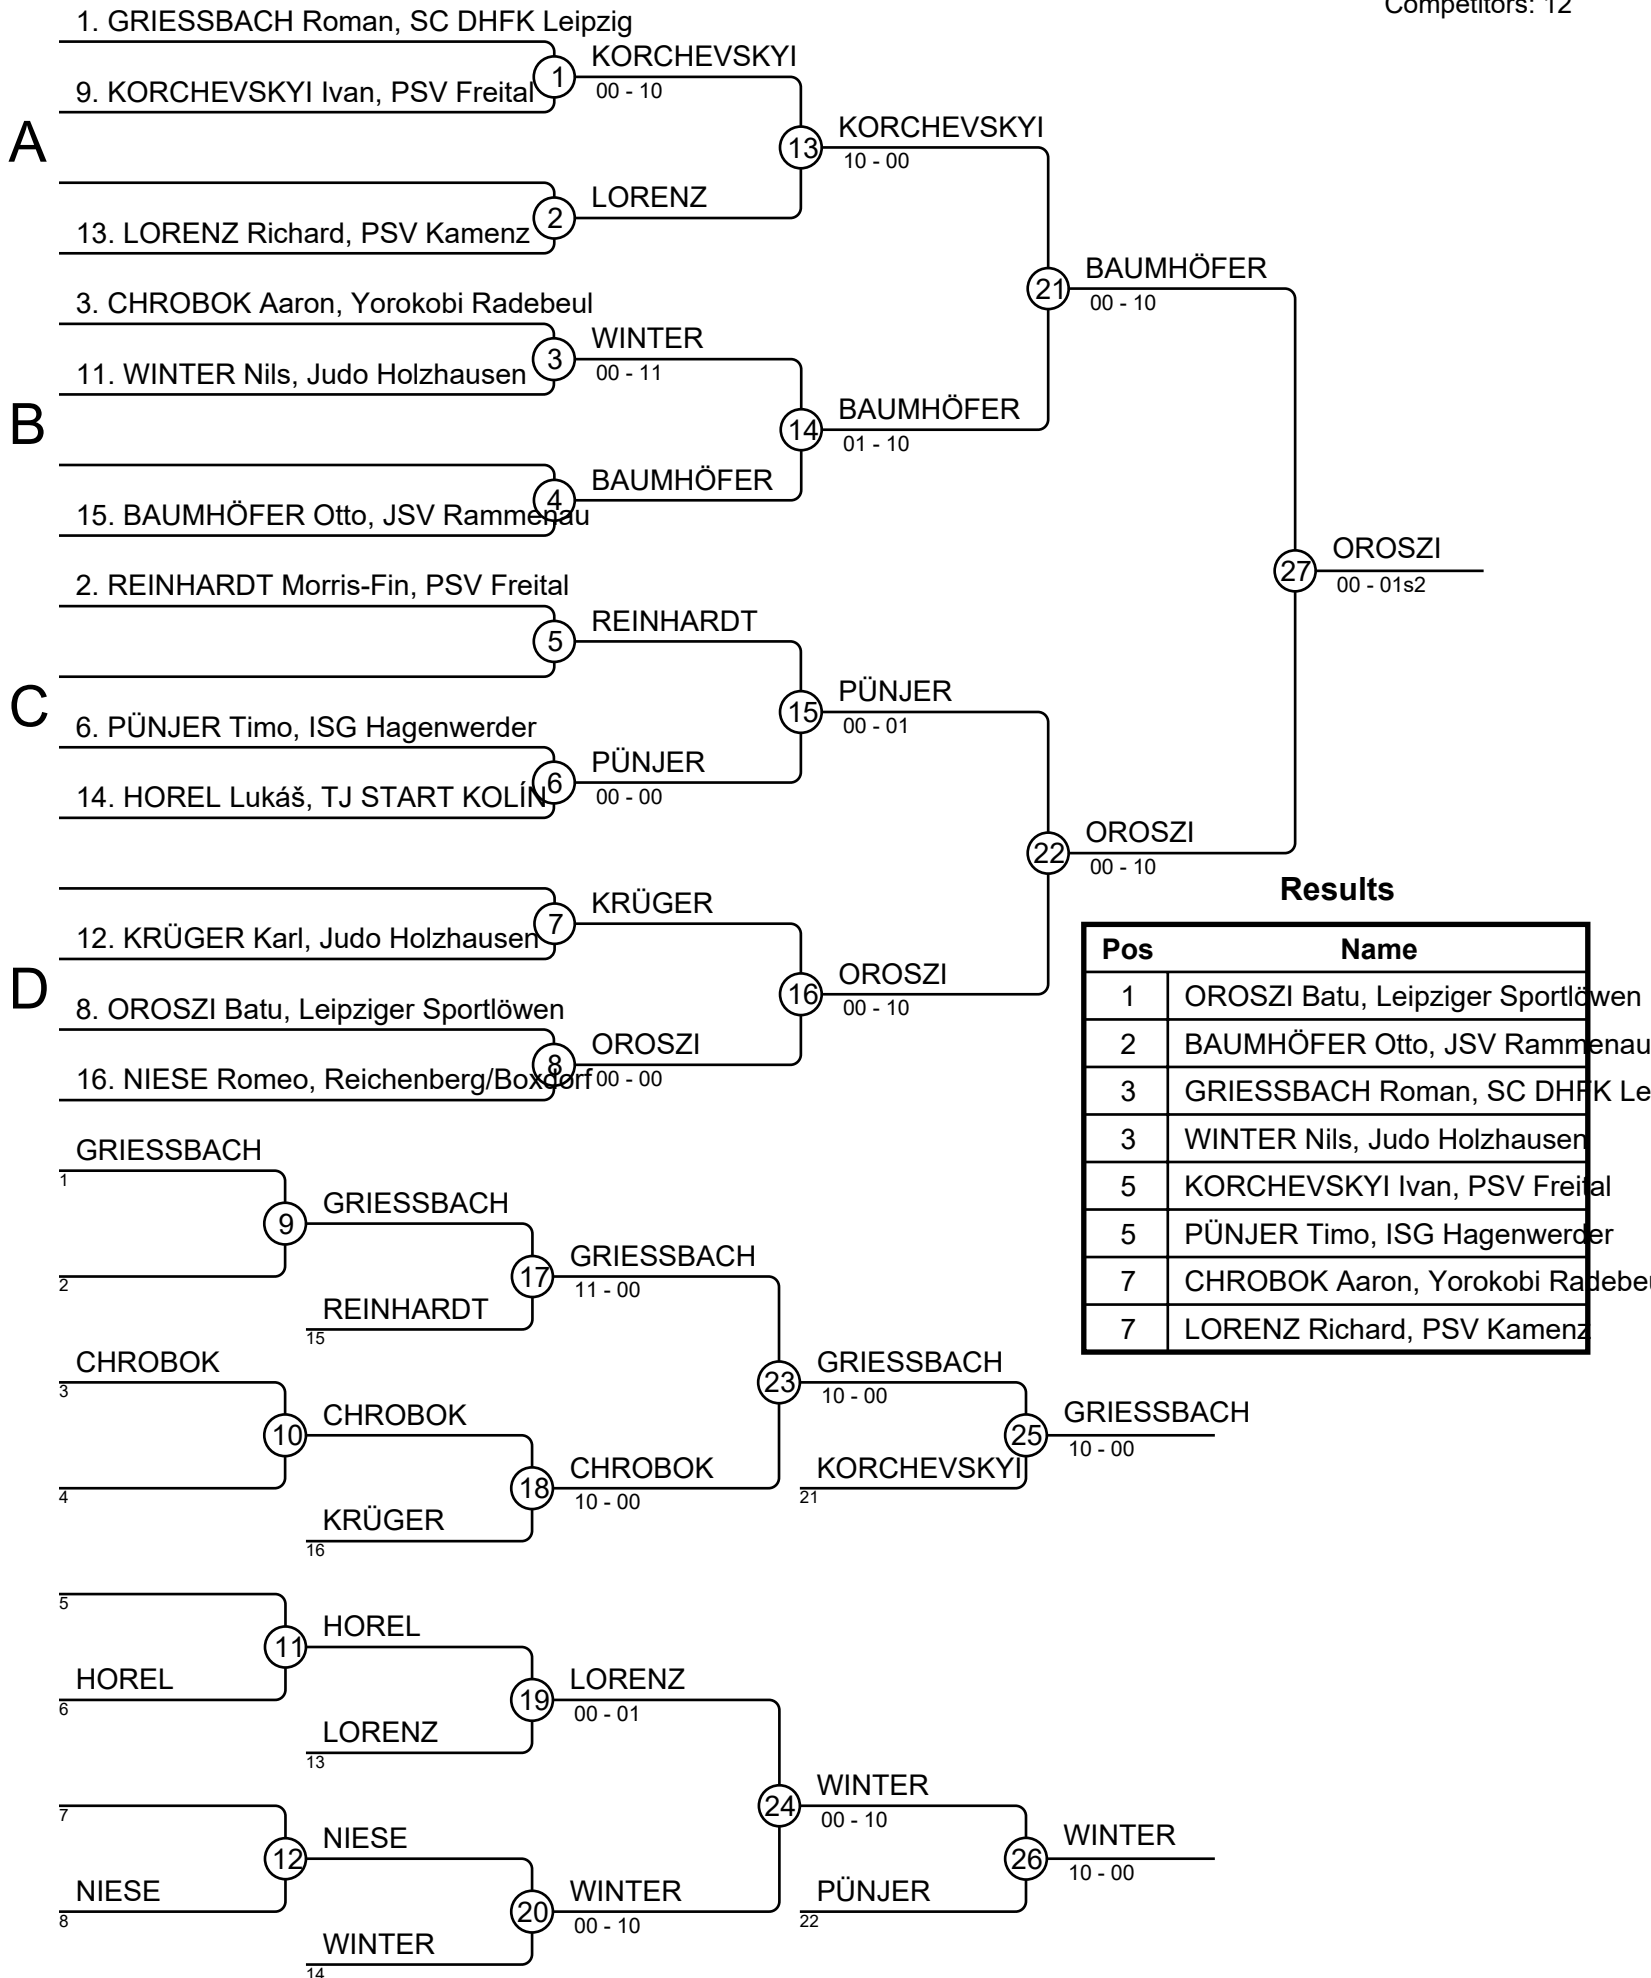 Competitors: 12
1. GRIESSBACH Roman, SC DHFK Leipzig
KORCHEVSKYI
1
00 - 10
9. KORCHEVSKYI Ivan, PSV Freital
A
KORCHEVSKYI
13
10 - 00
LORENZ
2
13. LORENZ Richard, PSV Kamenz
BAUMHÖFER
21
00 - 10
3. CHROBOK Aaron, Yorokobi Radebeul
WINTER
3
00 - 11
11. WINTER Nils, Judo Holzhausen
B
BAUMHÖFER
14
01 - 10
BAUMHÖFER
4
15. BAUMHÖFER Otto, JSV Rammenau
OROSZI
27
00 - 01s2
2. REINHARDT Morris-Fin, PSV Freital
REINHARDT
5
C
PÜNJER
15
00 - 01
6. PÜNJER Timo, ISG Hagenwerder
PÜNJER
6
00 - 00
14. HOREL Lukáš, TJ START KOLÍN
OROSZI
22
00 - 10
KRÜGER
7
12. KRÜGER Karl, Judo Holzhausen
D
OROSZI
16
00 - 10
8. OROSZI Batu, Leipziger Sportlöwen
OROSZI
8
00 - 00
16. NIESE Romeo, Reichenberg/Boxdorf
Results
Pos Name
1 OROSZI Batu, Leipziger Sportlöwen
2 BAUMHÖFER Otto, JSV Rammenau
3 GRIESSBACH Roman, SC DHFK Le
3 WINTER Nils, Judo Holzhausen
5 KORCHEVSKYI Ivan, PSV Freital
5 PÜNJER Timo, ISG Hagenwerder
7 CHROBOK Aaron, Yorokobi Radebeu
7 LORENZ Richard, PSV Kamenz
GRIESSBACH
1
GRIESSBACH
9
2
GRIESSBACH
17
11 - 00
REINHARDT
15
CHROBOK
3
GRIESSBACH
23
10 - 00
CHROBOK
10
GRIESSBACH
25
10 - 00
KORCHEVSKYI
21
4
CHROBOK
18
10 - 00
KRÜGER
16
5
HOREL
11
HOREL
6
LORENZ
19
00 - 01
LORENZ
13
7
WINTER
24
00 - 10
NIESE
12
WINTER
26
10 - 00
NIESE
8
WINTER
20
00 - 10
PÜNJER
22
WINTER
14